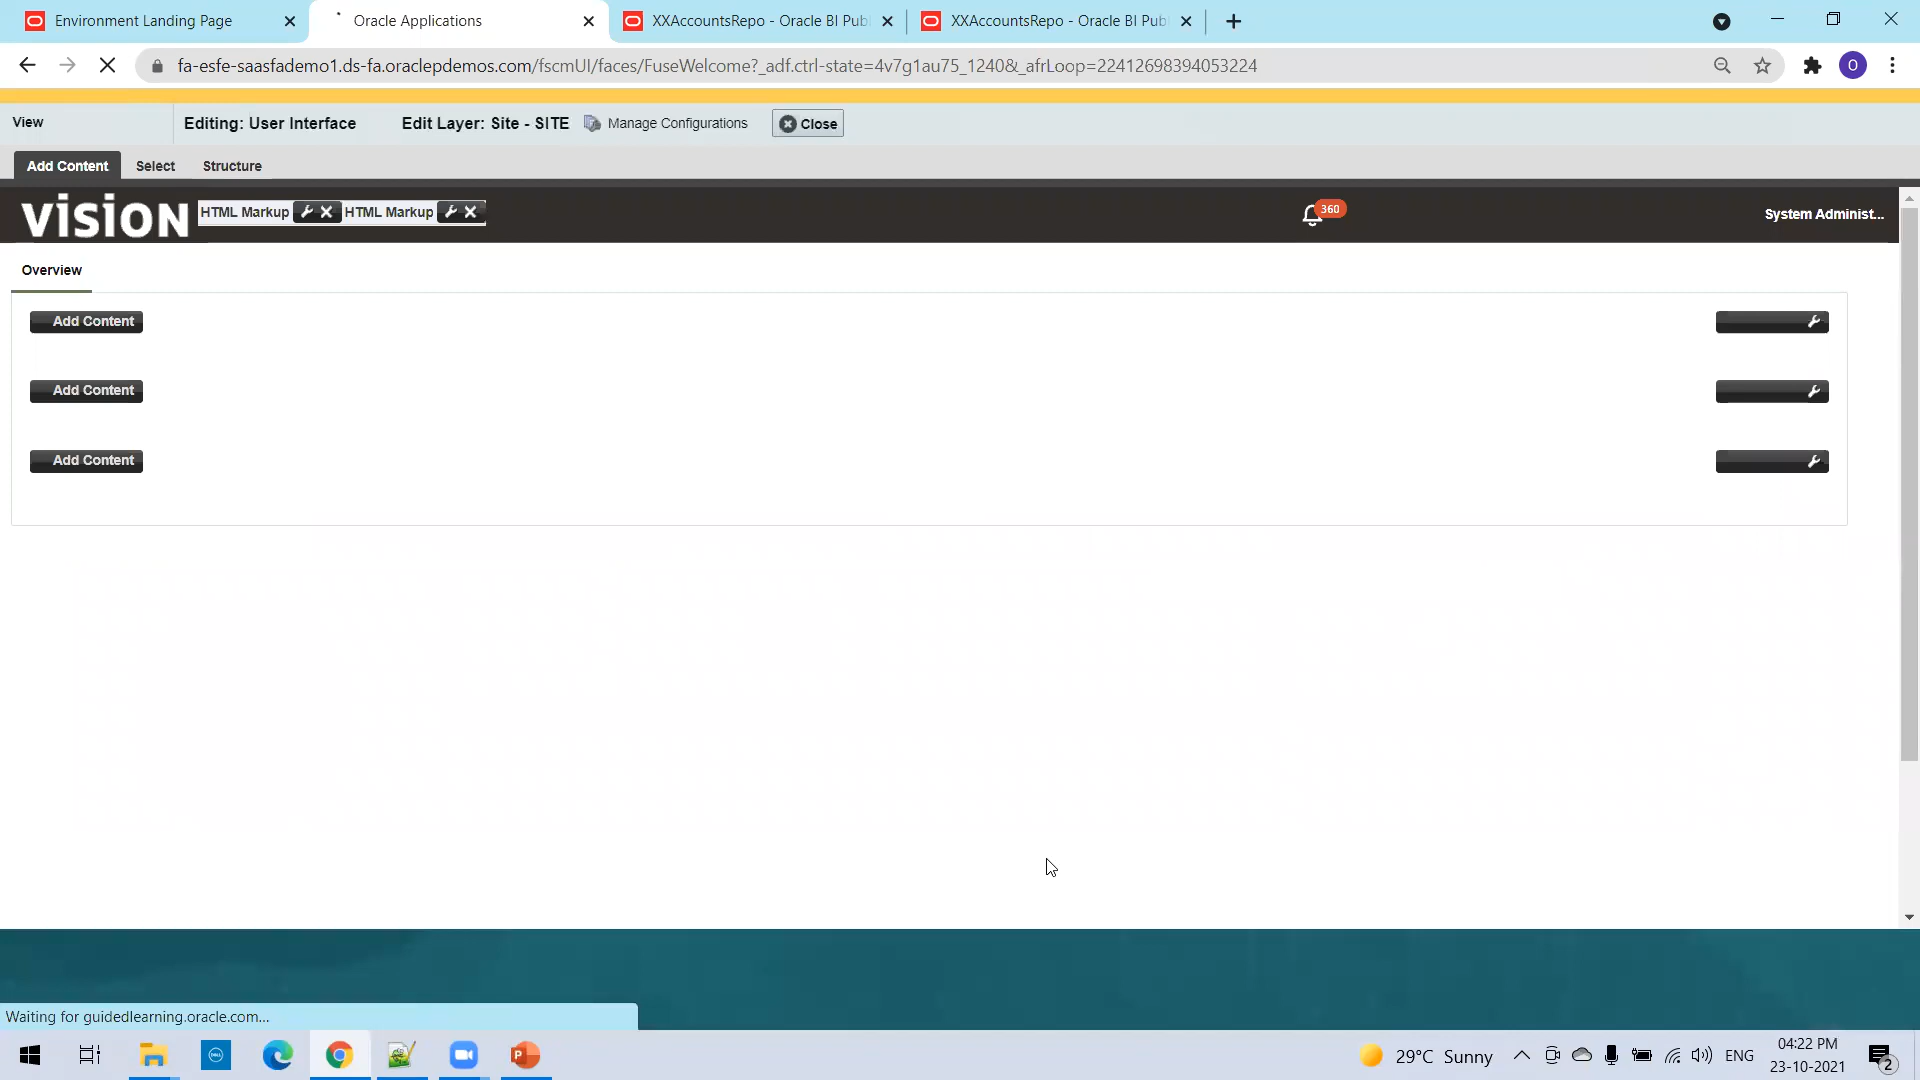 Environment Landing Page
Oracle Applications
XXAccountsRepo - Oracle BI Pub
XXAccountsRepo - Oracle BI Pub
fa-esfe-saasfademo1.ds-fa.oraclepdemos.com/fscmUI/faces/FuseWelcome?_adf.ctrl-state=4v7g1au75_1240&_afrLoop=22412698394053224
O
View
Editing: User Interface
Edit Layer: Site - SITE
Manage Configurations
Close
Add Content
Select
Structure
vision
HTML Markup
HTML Markup
360
System Administ...
Overview
Add Content
Add Content
Add Content
Waiting for guidedlearning.oracle.com...
DELL
P
29°C Sunny
ENG
04:22 PM
23-10-2021
2